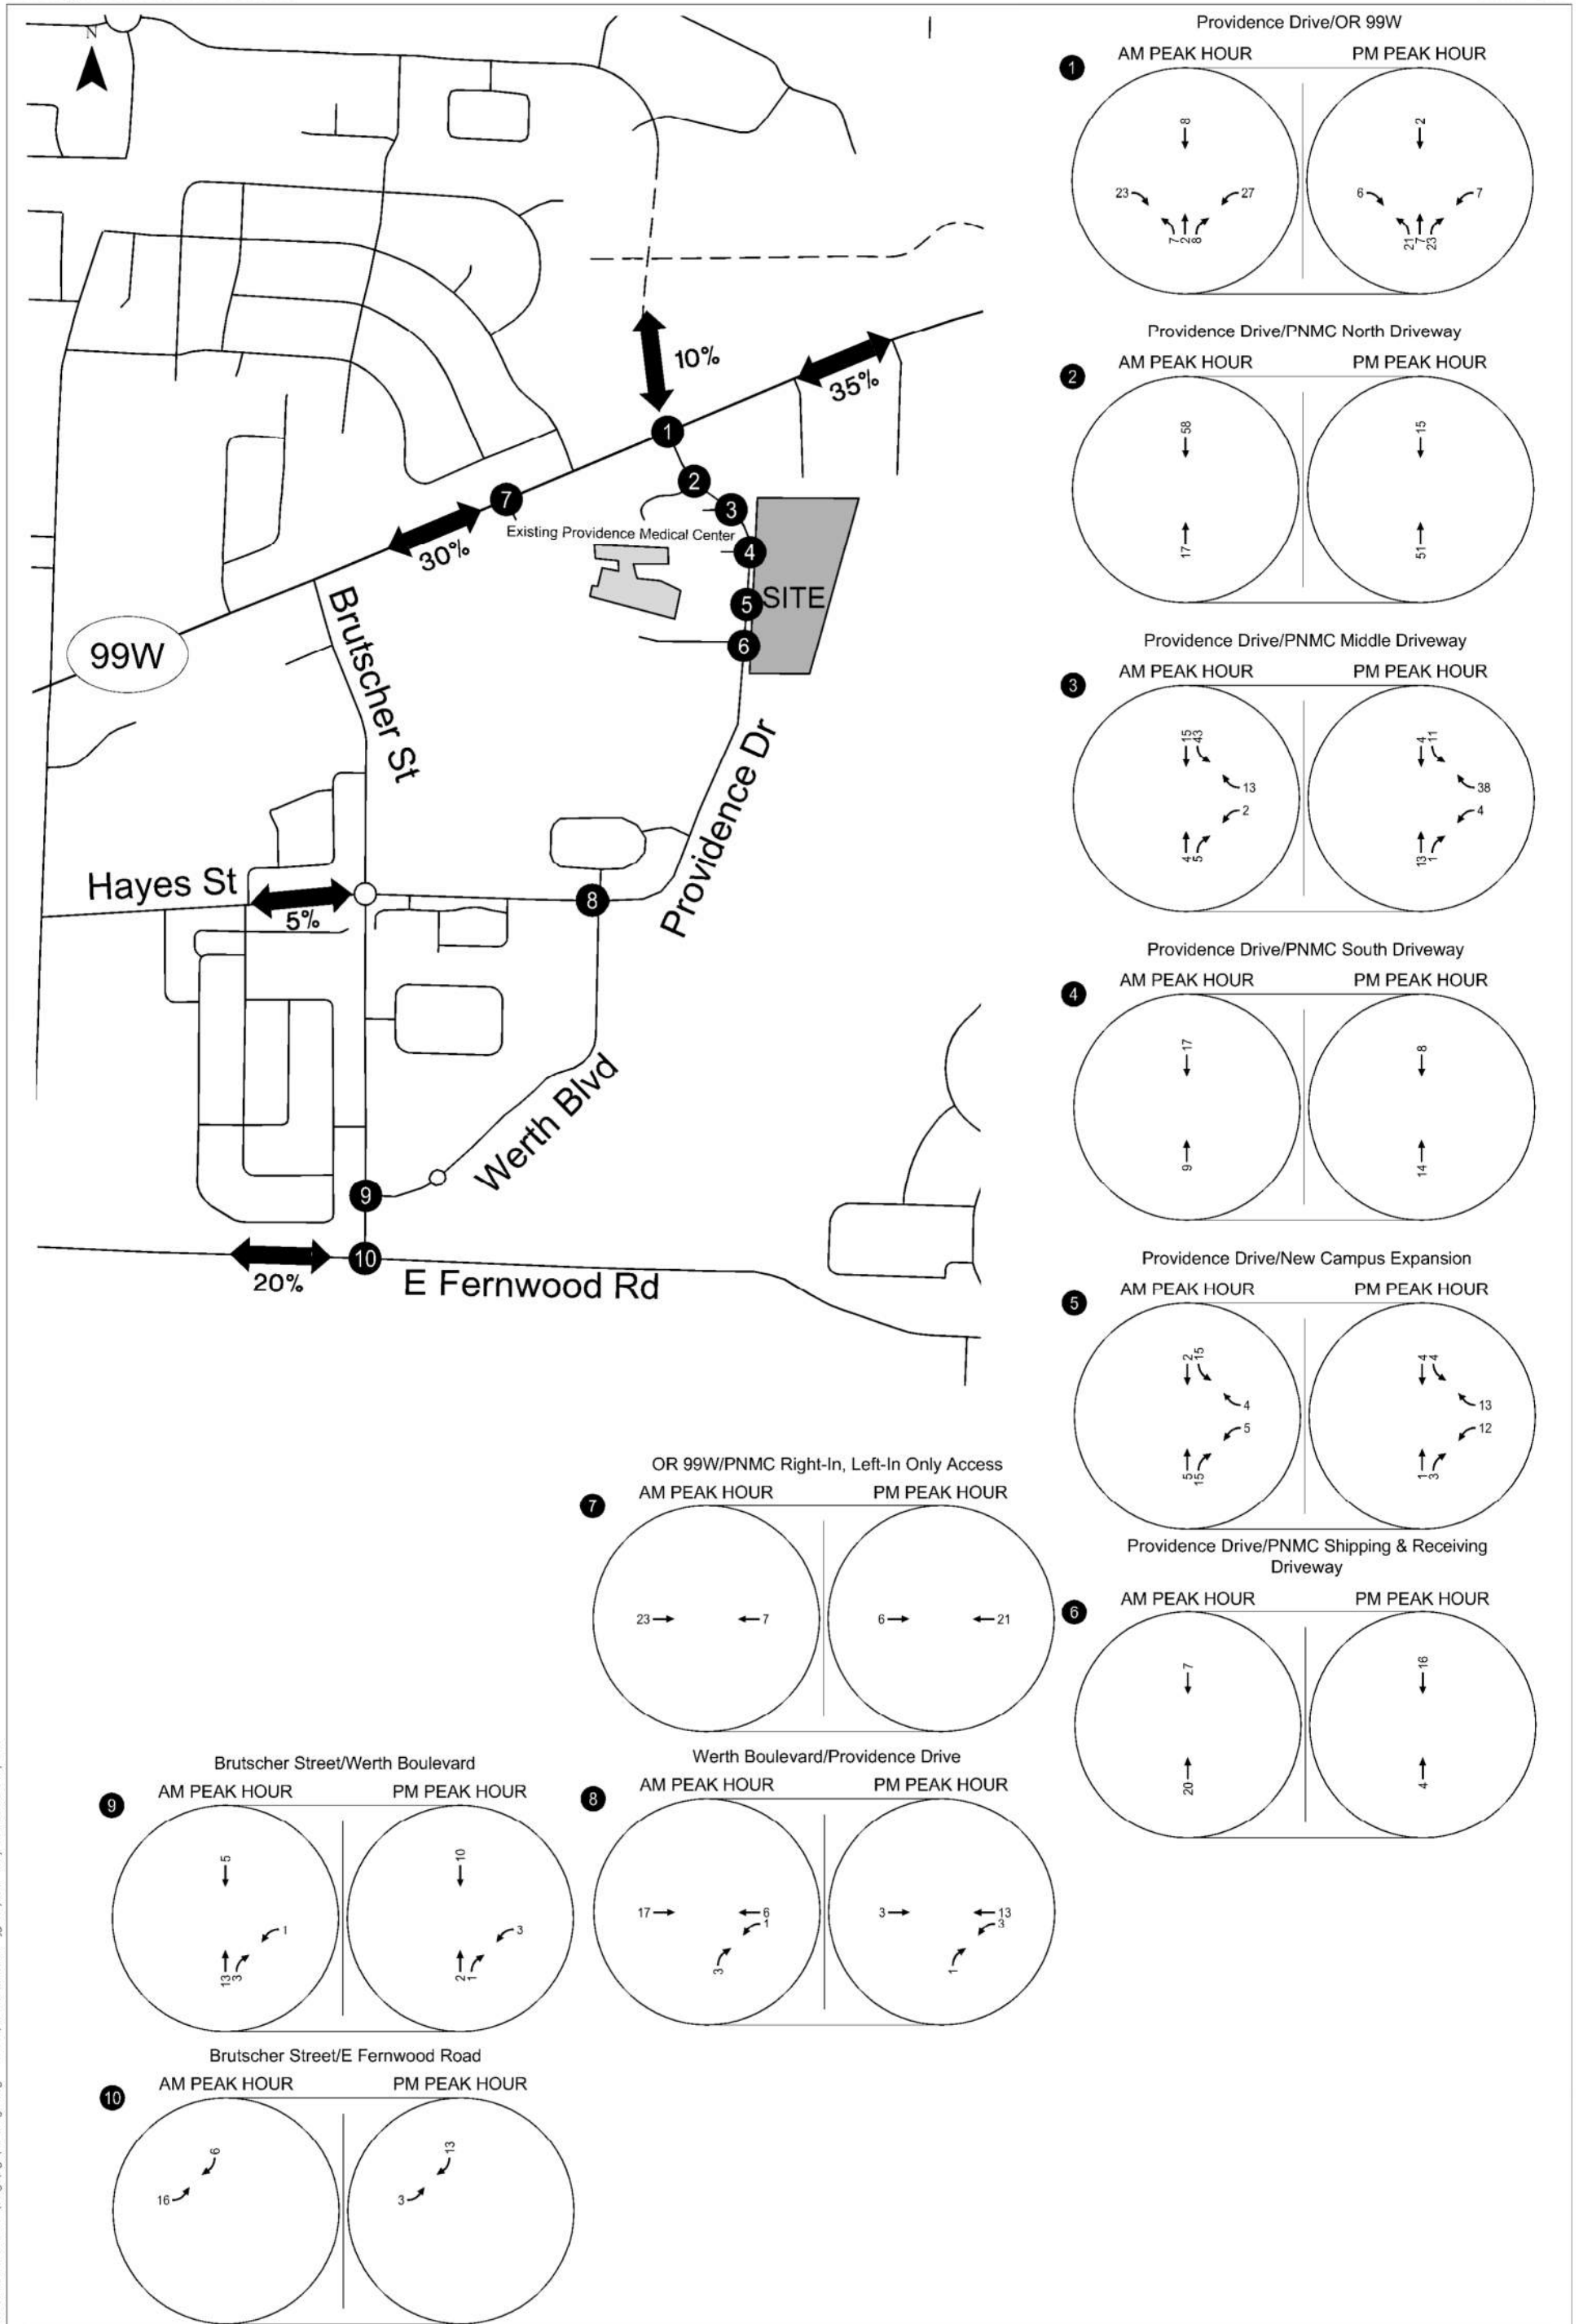 N
10%
35%
1
2
3
7
Existing Providence Medical Center
4
30%
5
SITE
6
99W
Brutscher St
Providence Dr
Hayes St
5%
8
Werth Blvd
9
10
20%
E Fernwood Rd
Providence Drive/OR 99W
1
AM PEAK HOUR
PM PEAK HOUR
8
23
27
7
2
8
2
6
7
21
7
23
Providence Drive/PNMC North Driveway
2
AM PEAK HOUR
PM PEAK HOUR
58
17
15
51
Providence Drive/PNMC Middle Driveway
3
AM PEAK HOUR
PM PEAK HOUR
15
43
13
2
4
5
4
11
38
4
13
1
Providence Drive/PNMC South Driveway
4
AM PEAK HOUR
PM PEAK HOUR
17
9
8
14
Providence Drive/New Campus Expansion
5
AM PEAK HOUR
PM PEAK HOUR
2
15
4
5
5
15
4
4
13
12
1
3
Providence Drive/PNMC Shipping & Receiving
Driveway
6
AM PEAK HOUR
PM PEAK HOUR
7
20
16
4
OR 99W/PNMC Right-In, Left-In Only Access
7
AM PEAK HOUR
PM PEAK HOUR
23
7
6
21
Werth Boulevard/Providence Drive
8
AM PEAK HOUR
PM PEAK HOUR
17
6
1
3
3
13
3
1
Brutscher Street/Werth Boulevard
9
AM PEAK HOUR
PM PEAK HOUR
5
1
13
3
10
3
2
1
Brutscher Street/E Fernwood Road
10
AM PEAK HOUR
PM PEAK HOUR
6
16
13
3